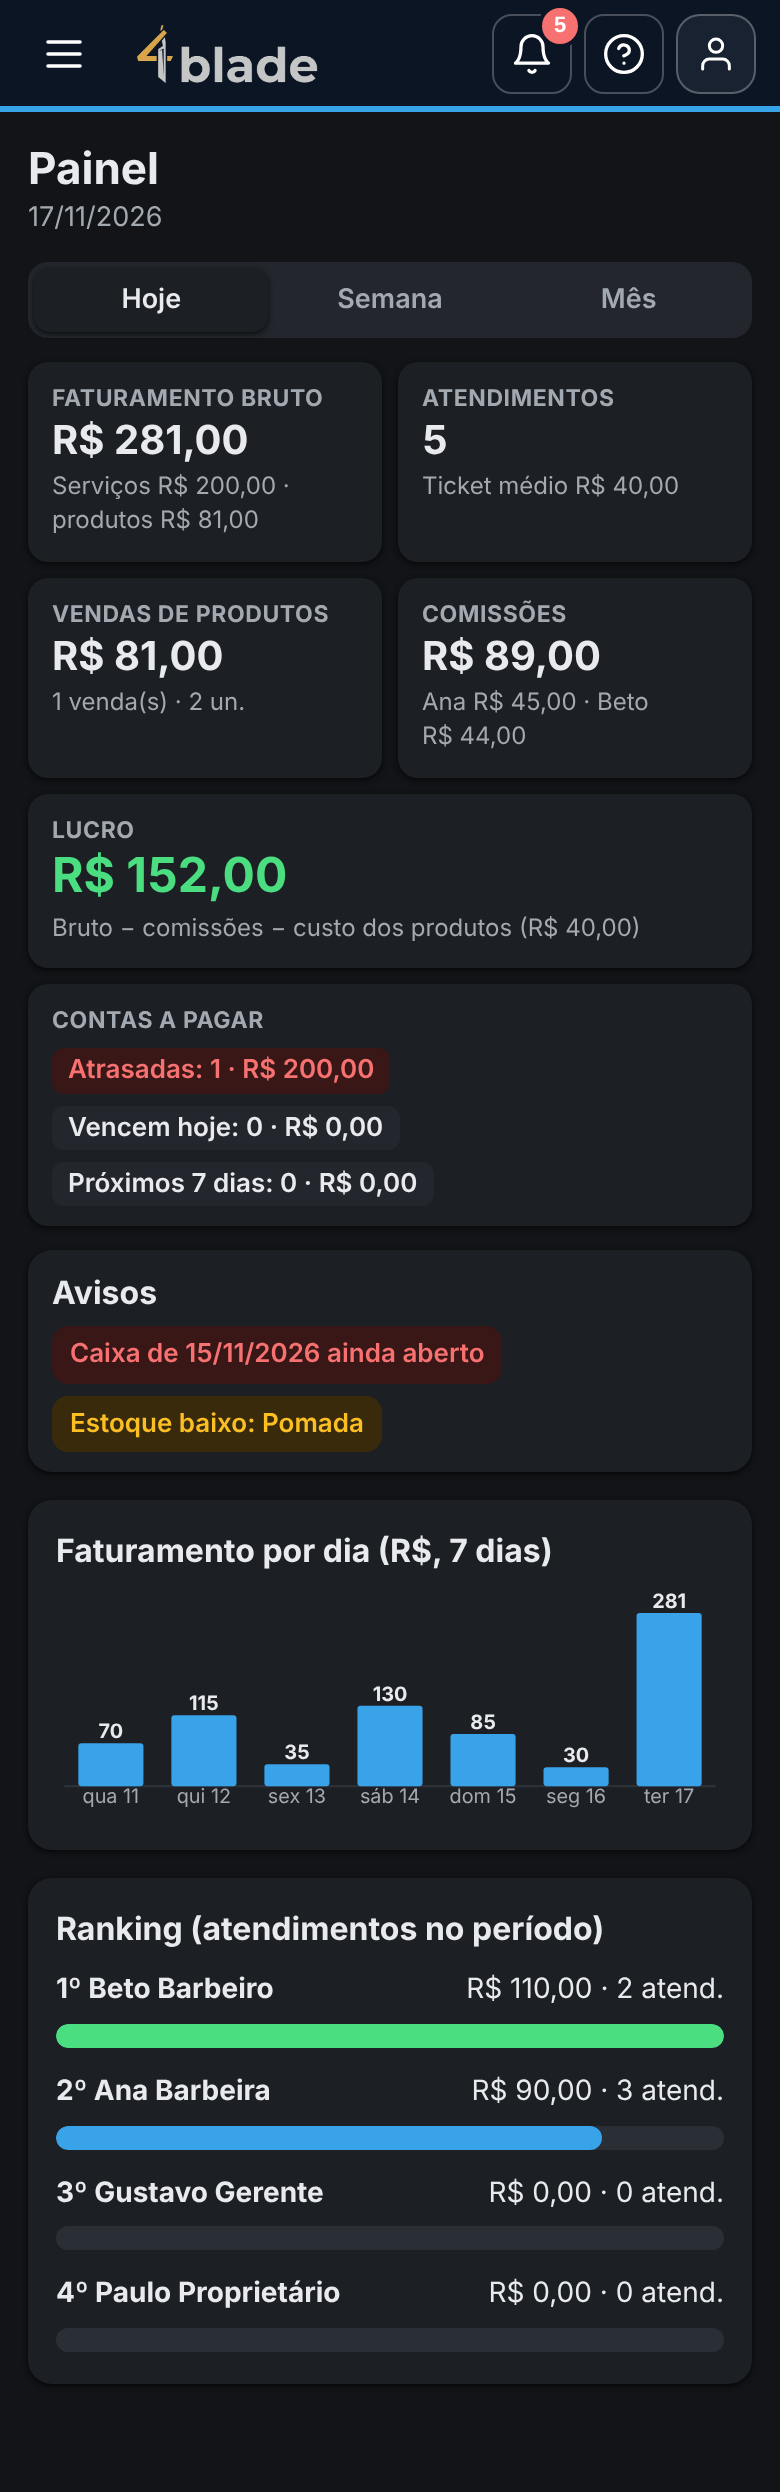 4blade
5
Painel
17/11/2026
Hoje
Semana
Mês
FATURAMENTO BRUTO
R$ 281,00
Serviços R$ 200,00 ·
produtos R$ 81,00
ATENDIMENTOS
5
Ticket médio R$ 40,00
VENDAS DE PRODUTOS
R$ 81,00
1 venda(s) · 2 un.
COMISSÕES
R$ 89,00
Ana R$ 45,00 · Beto
R$ 44,00
LUCRO
R$ 152,00
Bruto – comissões – custo dos produtos (R$ 40,00)
CONTAS A PAGAR
Atrasadas: 1 · R$ 200,00
Vencem hoje: 0 · R$ 0,00
Próximos 7 dias: 0 · R$ 0,00
Avisos
Caixa de 15/11/2026 ainda aberto
Estoque baixo: Pomada
Faturamento por dia (R$, 7 dias)
70
115
35
130
85
30
281
qua 11
qui 12
sex 13
sáb 14
dom 15
seg 16
ter 17
Ranking (atendimentos no período)
1º Beto Barbeiro
R$ 110,00 · 2 atend.
2º Ana Barbeira
R$ 90,00 · 3 atend.
3º Gustavo Gerente
R$ 0,00 · 0 atend.
4º Paulo Proprietário
R$ 0,00 · 0 atend.